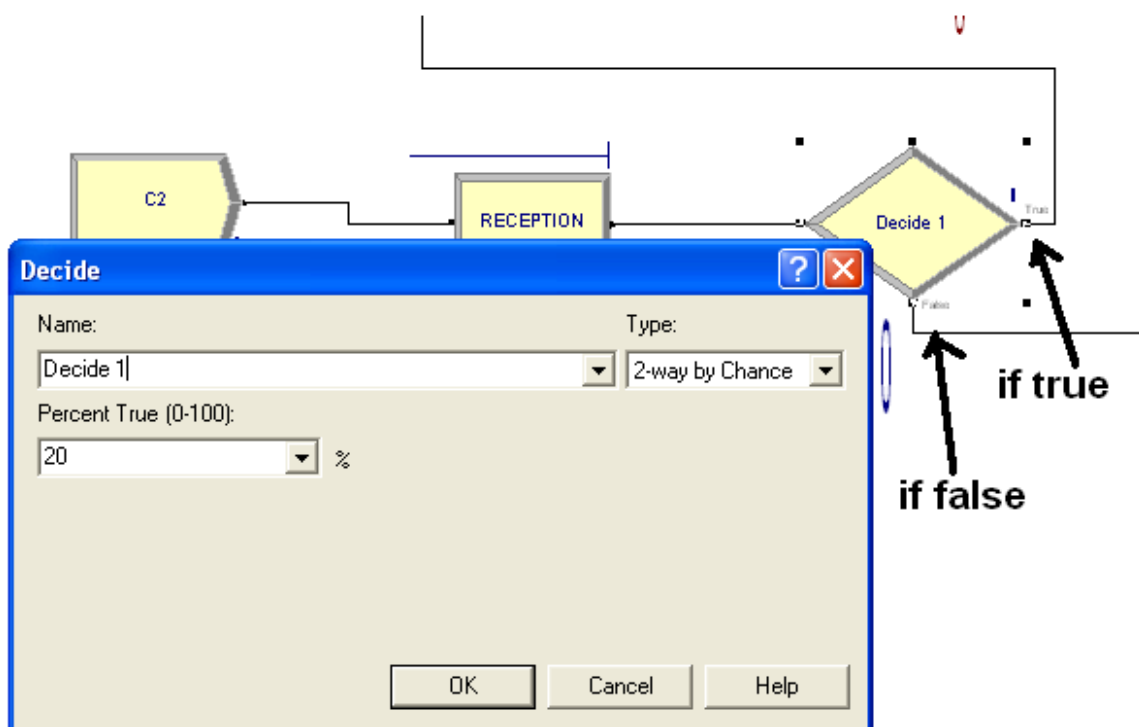 C2
RECEPTION
Decide 1
True
False
if true
if false
Decide
Name:
Type:
Decide 1
2-way by Chance
Percent True (0-100):
20
%
OK
Cancel
Help